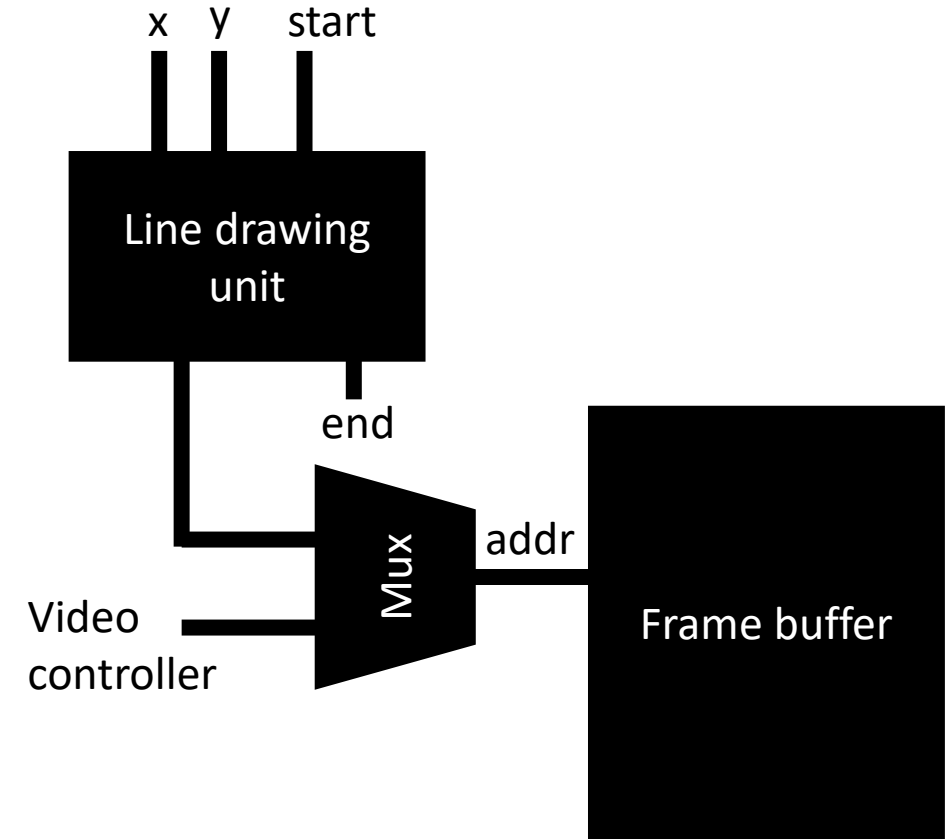 x y start
Line drawing
unit
end
addr
Mux
Video
controller
Frame buffer